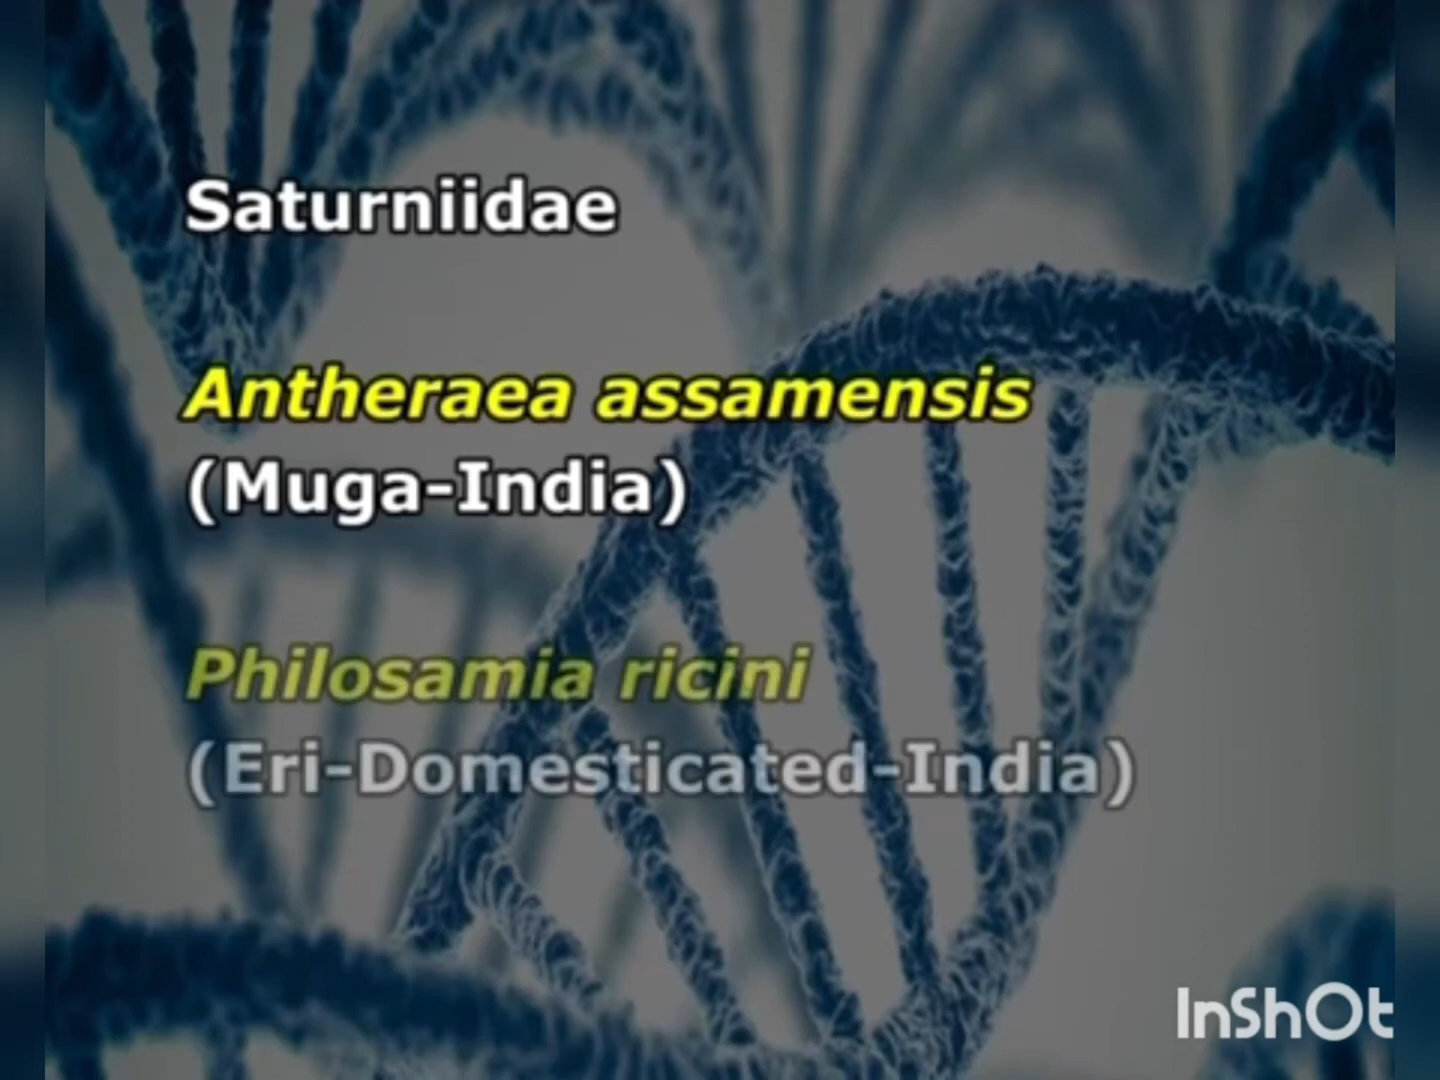 Saturniidae
Antheraea assamensis
(Muga-India)
Philosamia ricini
(Eri-Domesticated-India)
InShOt